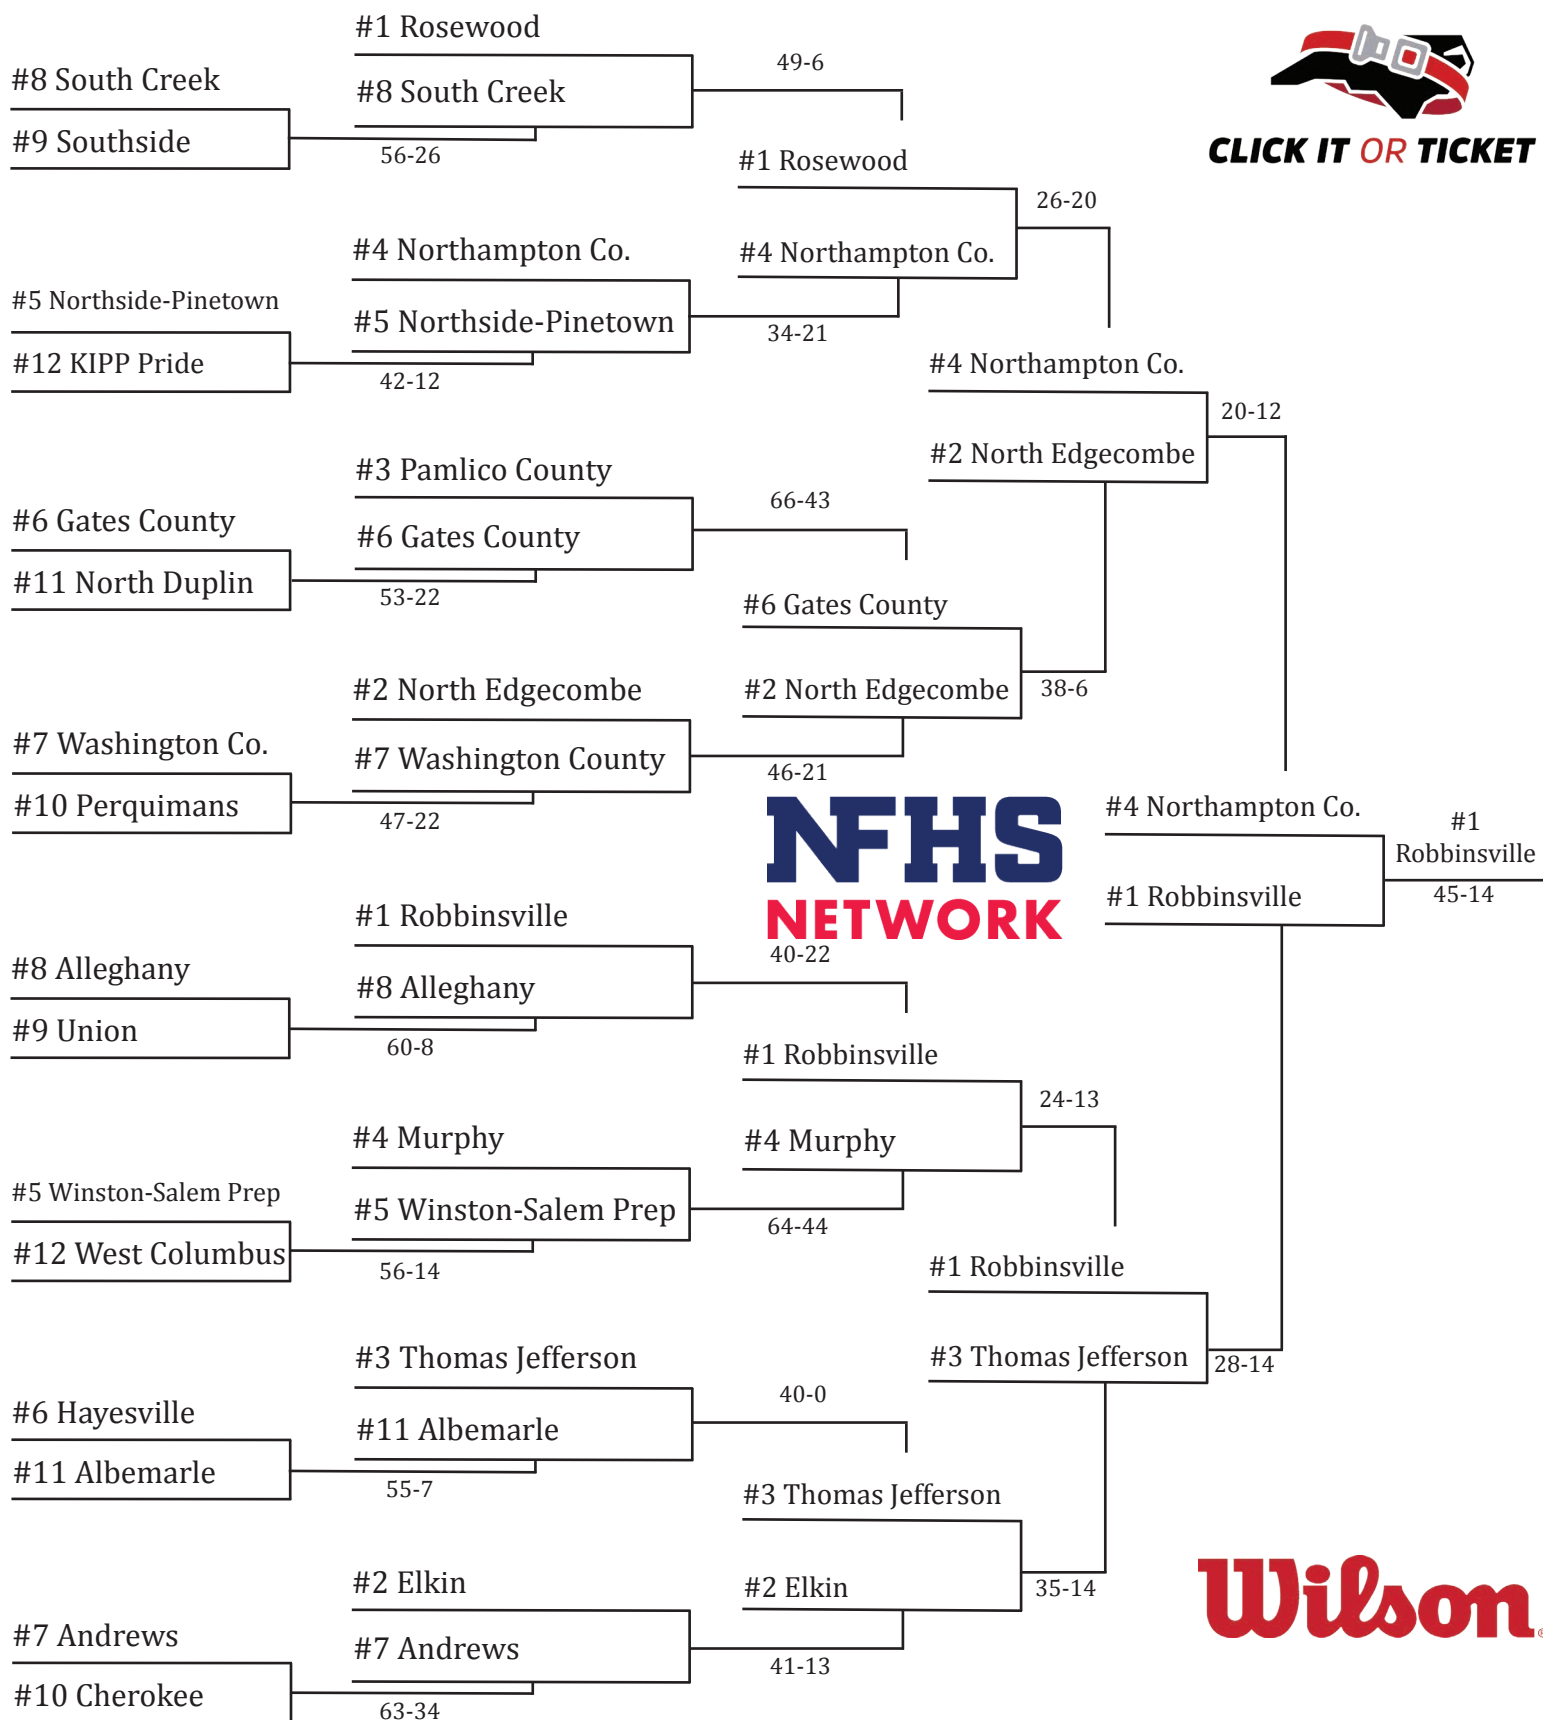 #1 Rosewood
#8 South Creek
49-6
#8 South Creek
#9 Southside
56-26
CLICK IT OR TICKET
#1 Rosewood
26-20
#4 Northampton Co.
#4 Northampton Co.
#5 Northside-Pinetown
#5 Northside-Pinetown
34-21
#12 KIPP Pride
42-12
#4 Northampton Co.
20-12
#2 North Edgecombe
#3 Pamlico County
66-43
#6 Gates County
#6 Gates County
#11 North Duplin
53-22
#6 Gates County
#2 North Edgecombe
38-6
#2 North Edgecombe
#7 Washington Co.
#7 Washington County
46-21
#10 Perquimans
47-22
NFHS
NETWORK
#4 Northampton Co.
#1
Robbinsville
45-14
#1 Robbinsville
#1 Robbinsville
40-22
#8 Alleghany
#8 Alleghany
#9 Union
60-8
#1 Robbinsville
24-13
#4 Murphy
#4 Murphy
#5 Winston-Salem Prep
#5 Winston-Salem Prep
64-44
#12 West Columbus
56-14
#1 Robbinsville
#3 Thomas Jefferson
28-14
#3 Thomas Jefferson
40-0
#6 Hayesville
#11 Albemarle
#11 Albemarle
55-7
#3 Thomas Jefferson
#2 Elkin
35-14
#2 Elkin
#7 Andrews
#7 Andrews
41-13
#10 Cherokee
63-34
Wilson
®